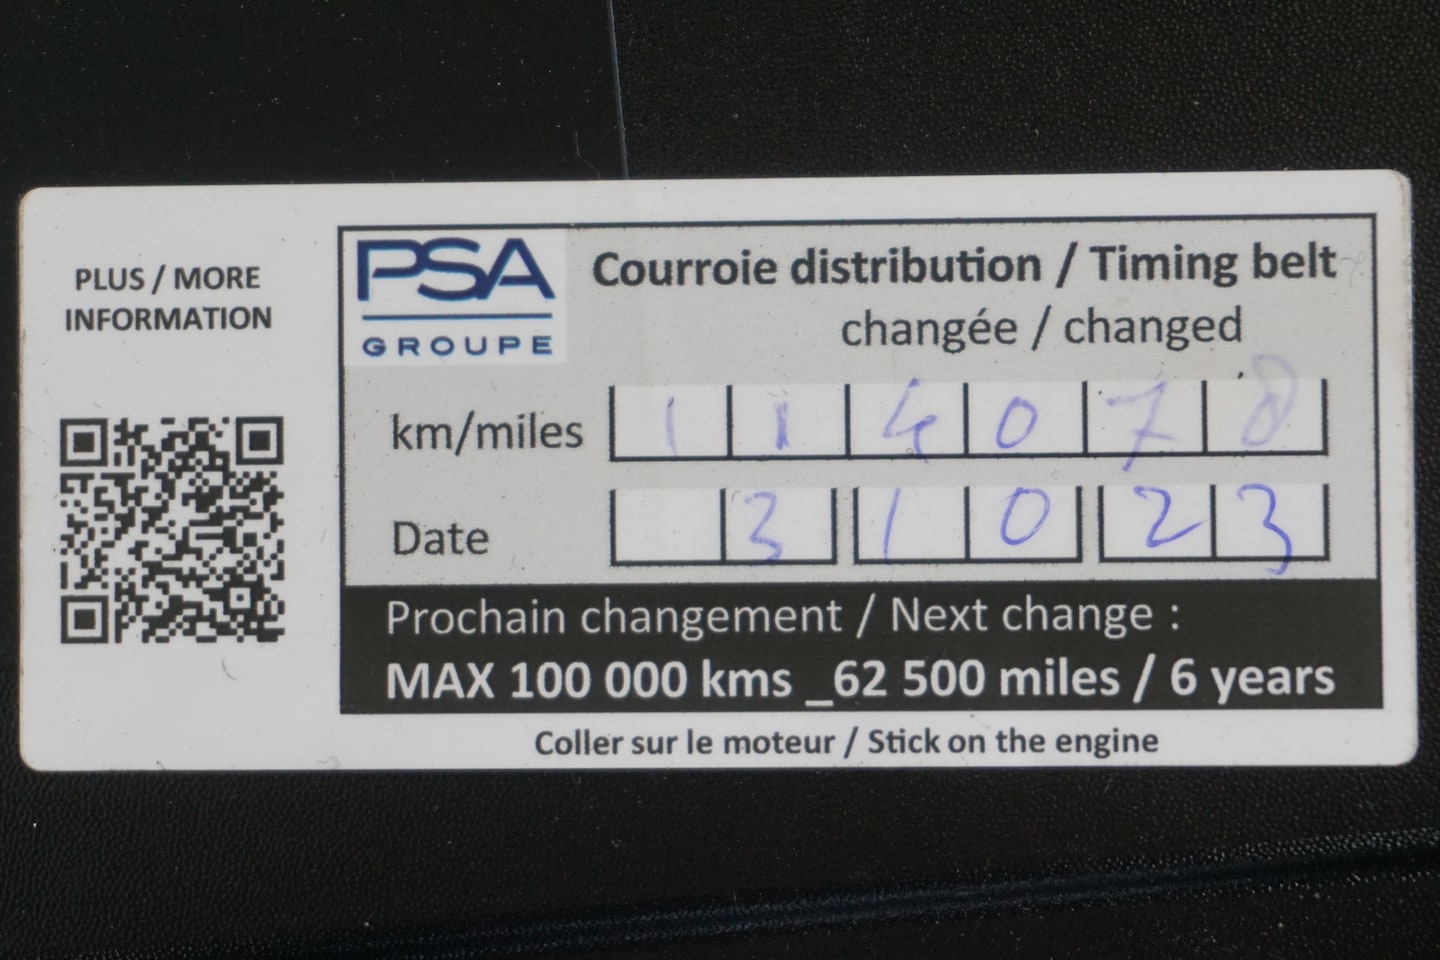 PLUS / MORE
INFORMATION
PSA
GROUPE
Courroie distribution / Timing belt
changée / changed
km/miles 1 1 4 0 7 8
Date 3 1 0 2 3
Prochain changement / Next change :
MAX 100 000 kms _62 500 miles / 6 years
Coller sur le moteur / Stick on the engine